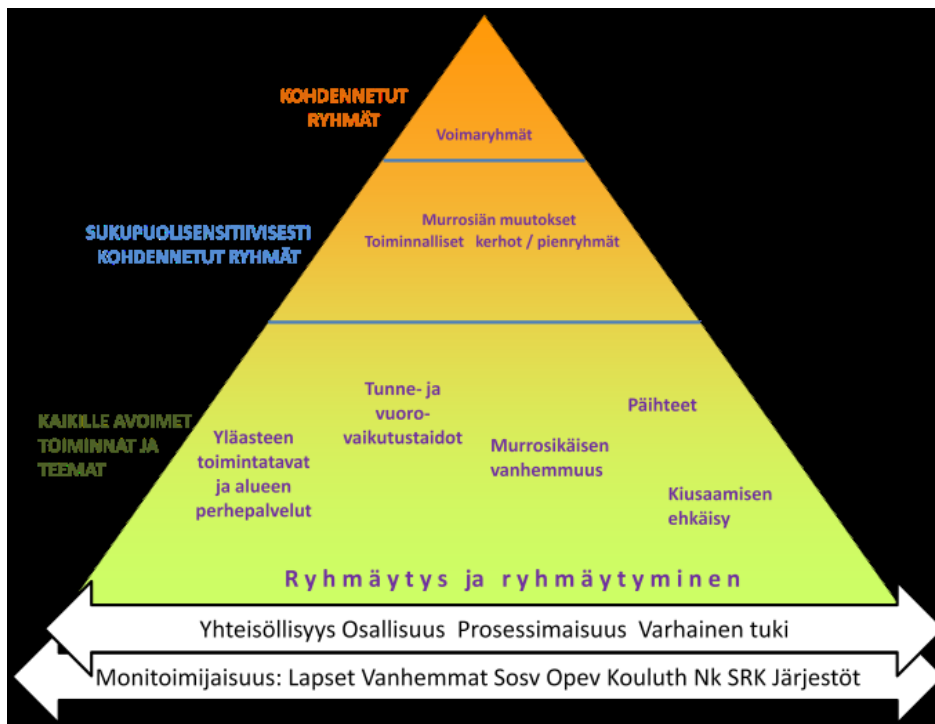 KOHDENNETUT
RYHMÄT
Voimaryhmät
SUKUPUOLISENSITIIVISESTI
KOHDENNETUT RYHMÄT
Murrosiän muutokset
Toiminnalliset kerhot / pienryhmät
KAIKILLE AVOIMET
TOIMINNAT JA
TEEMAT
Yläasteen
toimintatavat
ja alueen
perhepalvelut
Tunne- ja
vuoro-
vaikutustaidot
Murrosikäisen
vanhemmuus
Päihteet
Kiusaamisen
ehkäisy
Ryhmäytys ja ryhmäytyminen
Yhteisöllisyys Osallisuus Prosessimaisuus Varhainen tuki
Monitoimijaisuus: Lapset Vanhemmat Sosv Opev Kouluth Nk SRK Järjestöt